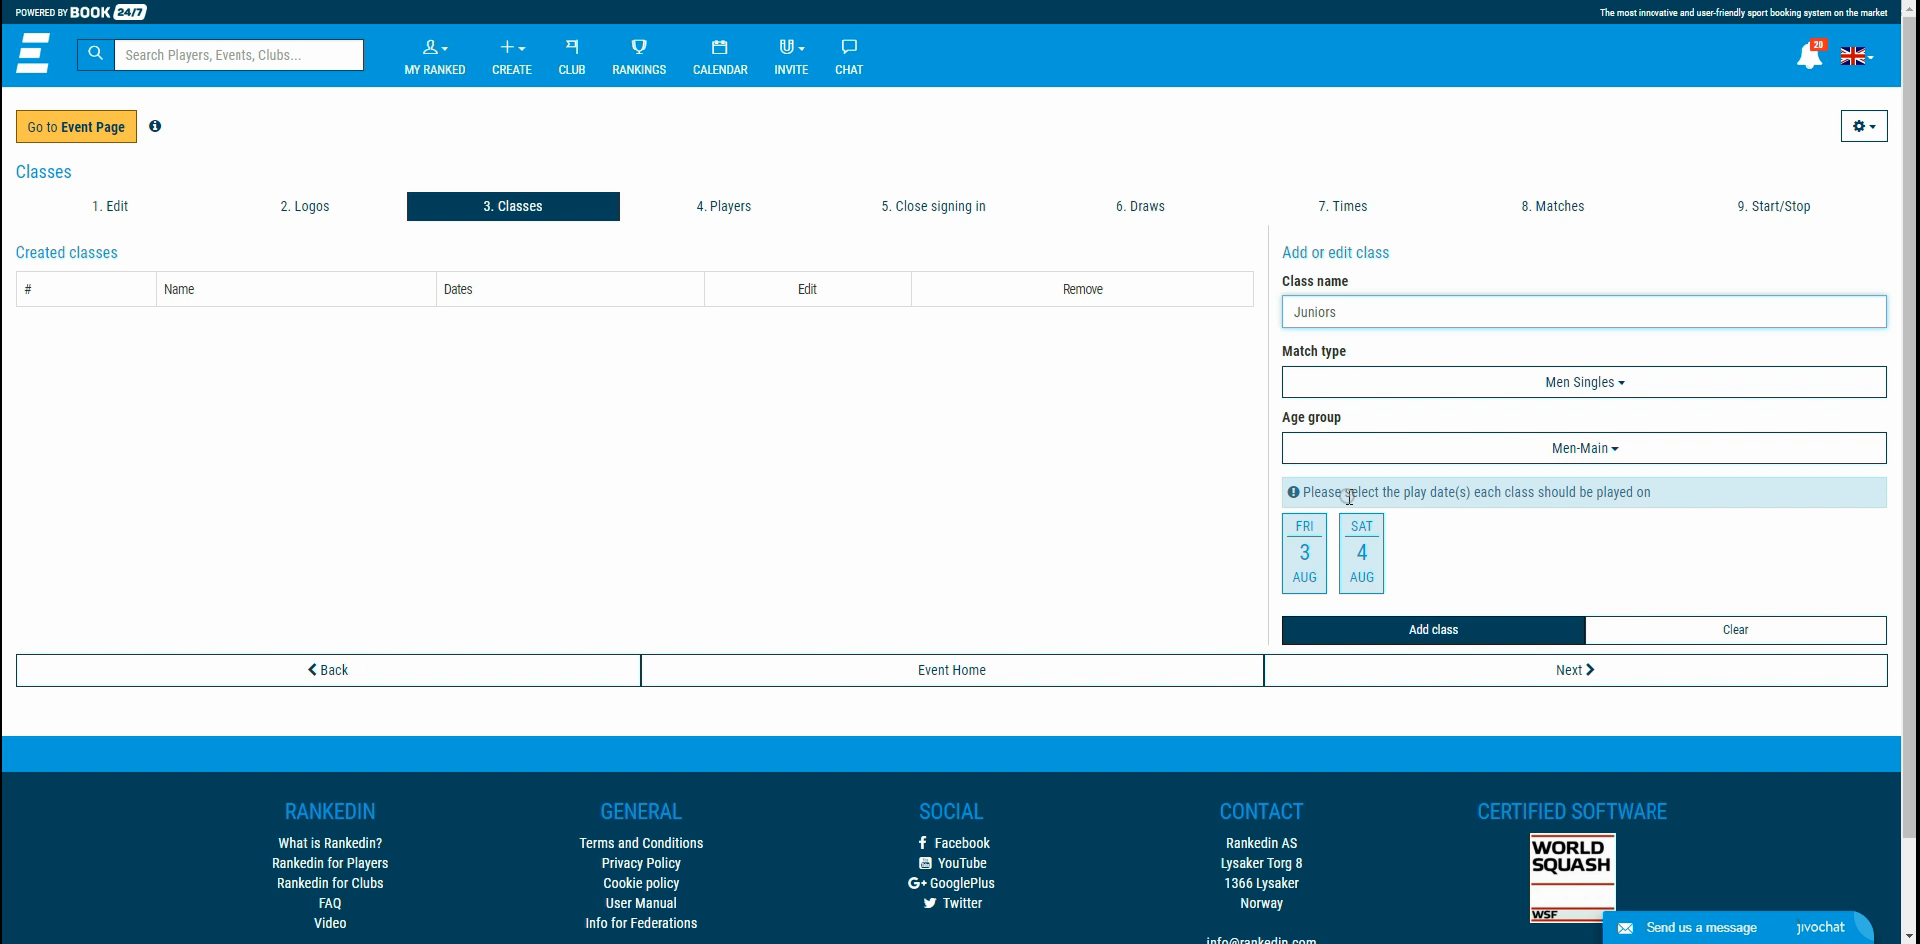 POWERED BY BOOK 24/7
The most innovative and user-friendly sport booking system on the market
Search Players, Events, Clubs...
MY RANKED
CREATE
CLUB
RANKINGS
CALENDAR
INVITE
CHAT
20
Go to Event Page
Classes
1. Edit
2. Logos
3. Classes
4. Players
5. Close signing in
6. Draws
7. Times
8. Matches
9. Start/Stop
Created classes
# Name Dates Edit Remove
Add or edit class
Class name
Juniors
Match type
Men Singles
Age group
Men-Main
Please select the play date(s) each class should be played on
FRI
3
AUG
SAT
4
AUG
Add class
Clear
Back
Event Home
Next
RANKEDIN
What is Rankedin?
Rankedin for Players
Rankedin for Clubs
FAQ
Video
GENERAL
Terms and Conditions
Privacy Policy
Cookie policy
User Manual
Info for Federations
SOCIAL
Facebook
YouTube
G+ GooglePlus
Twitter
CONTACT
Rankedin AS
Lysaker Torg 8
1366 Lysaker
Norway
info@rankedin.com
CERTIFIED SOFTWARE
WORLD
SQUASH
WSF
Send us a message
jivochat